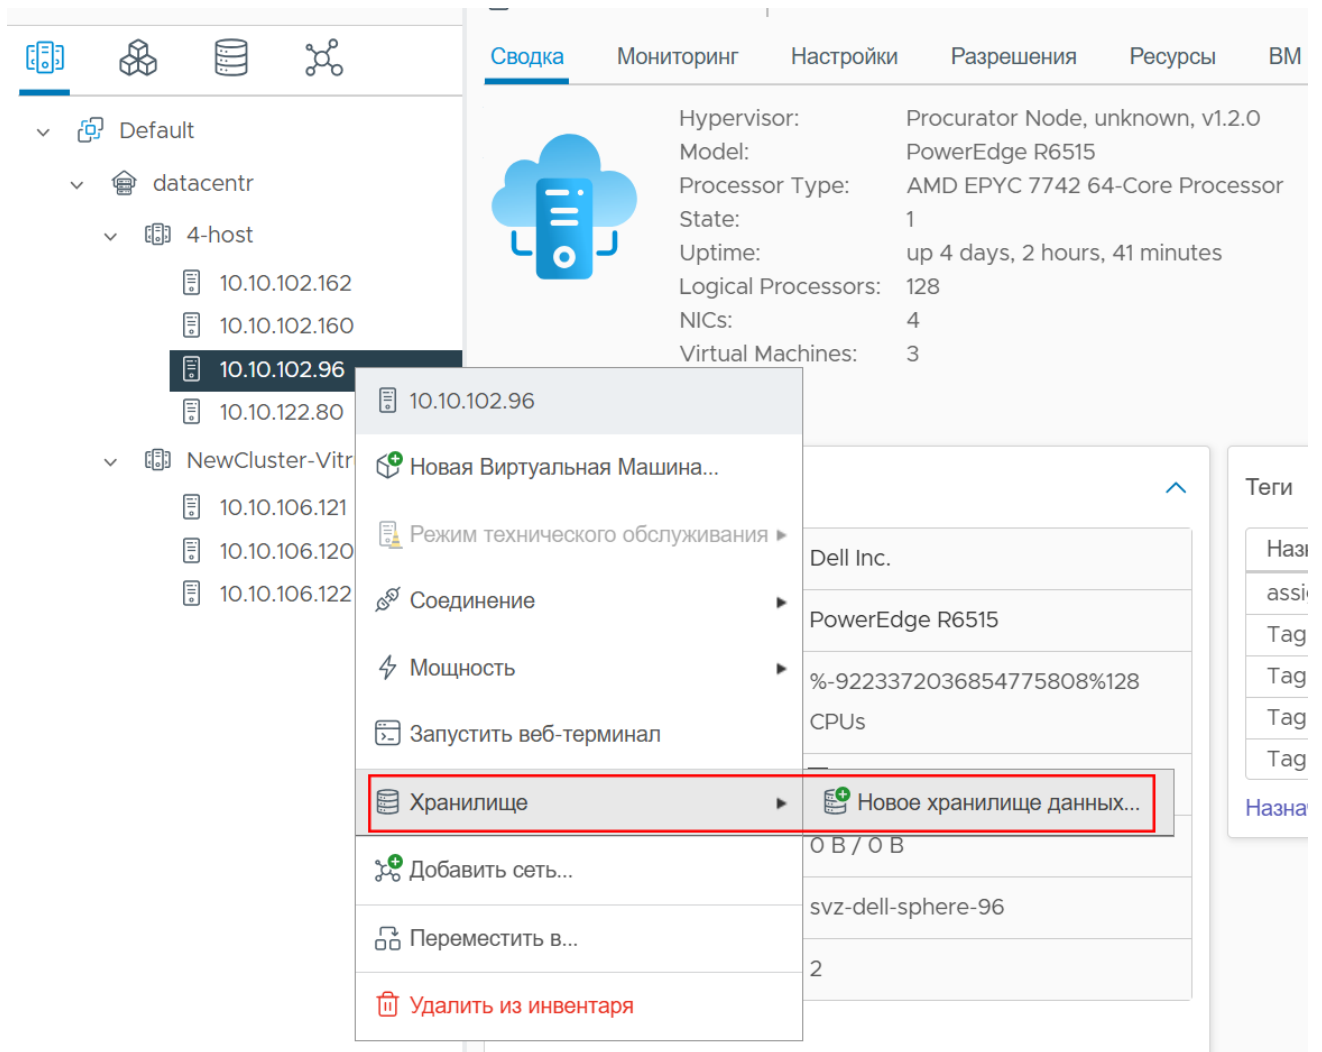 Сводка Мониторинг Настройки Разрешения Ресурсы ВМ
Default
datacentr
4-host
10.10.102.162
10.10.102.160
10.10.102.96
10.10.122.80
NewCluster-Vitr
10.10.106.121
10.10.106.120
10.10.106.122
Hypervisor: Procurator Node, unknown, v1.2.0
Model: PowerEdge R6515
Processor Type: AMD EPYC 7742 64-Core Processor
State: 1
Uptime: up 4 days, 2 hours, 41 minutes
Logical Processors: 128
NICs: 4
Virtual Machines: 3
10.10.102.96
Новая Виртуальная Машина...
Режим технического обслуживания
Соединение
Мощность
Запустить веб-терминал
Хранилище
Новое хранилище данных...
Добавить сеть...
Переместить в...
Удалить из инвентаря
Dell Inc.
PowerEdge R6515
%-9223372036854775808%128
CPUs
0 B / 0 B
svz-dell-sphere-96
2
Теги
Назн
assi
Tag
Tag
Tag
Tag
Назна